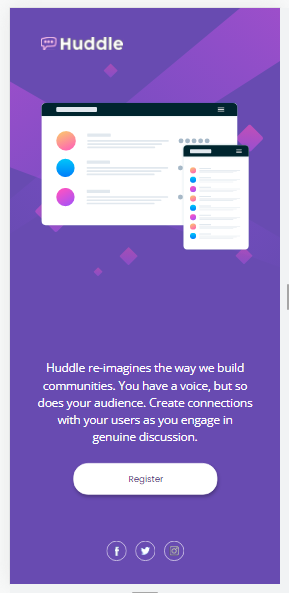 Huddle
Huddle re-imagines the way we build
communities. You have a voice, but so
does your audience. Create connections
with your users as you engage in
genuine discussion.
Register